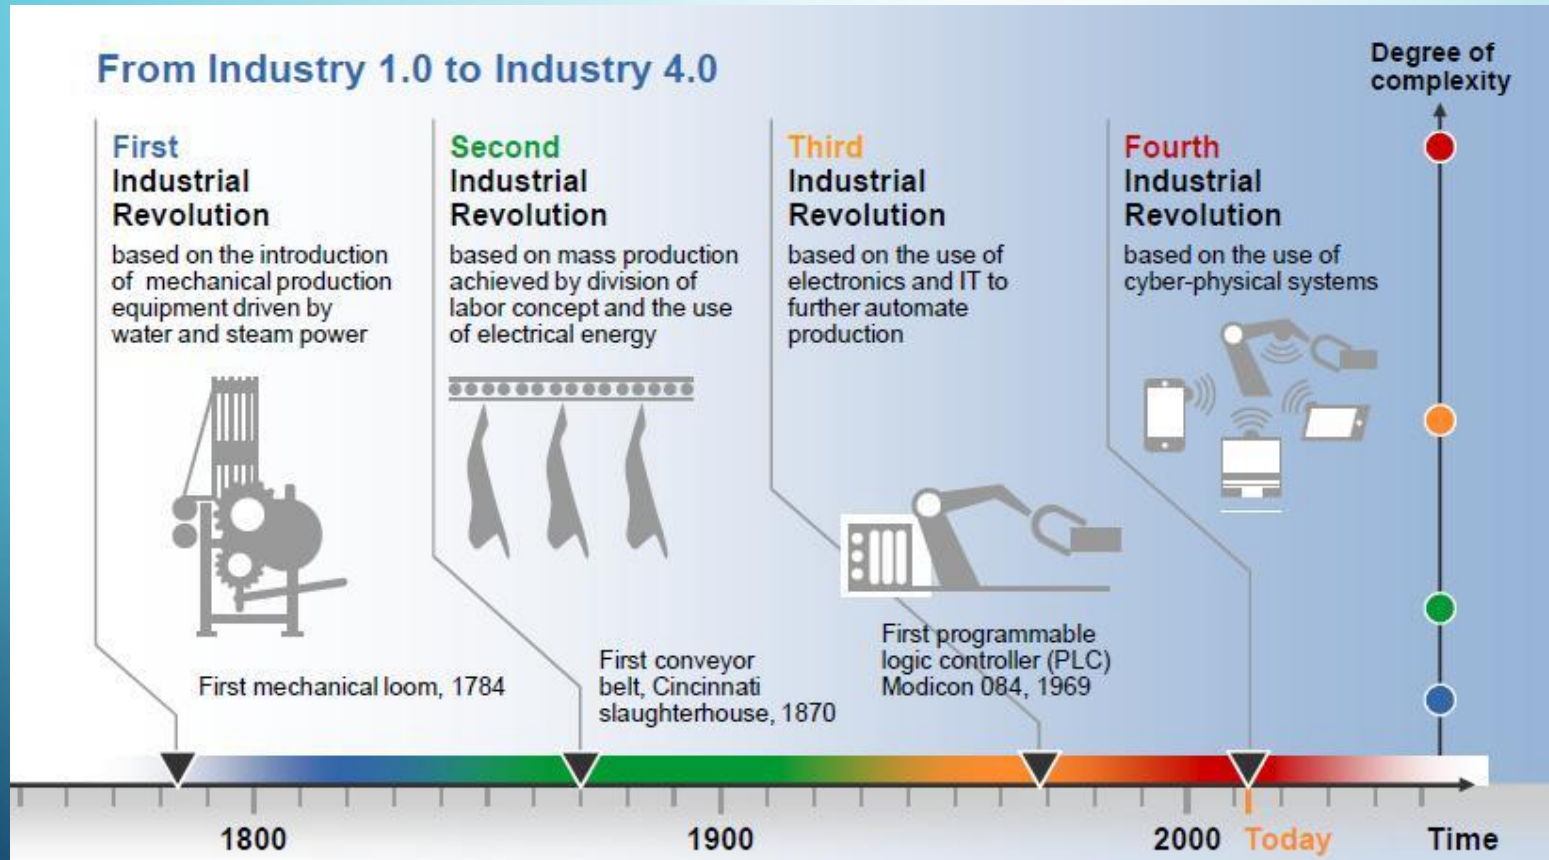 From Industry 1.0 to Industry 4.0
Degree of
complexity
First
Industrial
Revolution
based on the introduction
of mechanical production
equipment driven by
water and steam power
First mechanical loom, 1784
Second
Industrial
Revolution
based on mass production
achieved by division of
labor concept and the use
of electrical energy
First conveyor
belt, Cincinnati
slaughterhouse, 1870
Third
Industrial
Revolution
based on the use of
electronics and IT to
further automate
production
First programmable
logic controller (PLC)
Modicon 084, 1969
Fourth
Industrial
Revolution
based on the use of
cyber-physical systems
1800
1900
2000
Today
Time